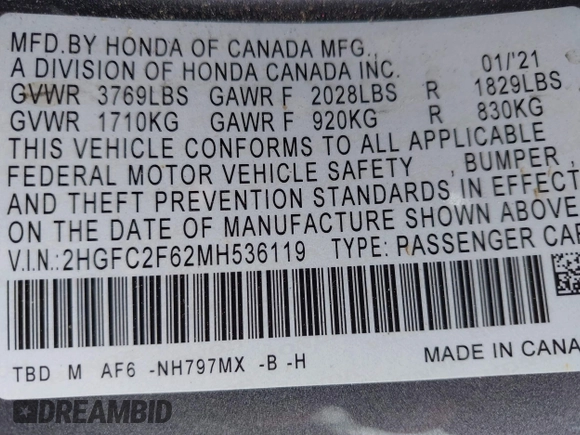 MFD.BY HONDA OF CANADA MFG.,
A DIVISION OF HONDA CANADA INC. 01/'21
GVWR 3769LBS GAWR F 2028LBS R 1829LBS
GVWR 1710KG GAWR F 920KG R 830KG
THIS VEHICLE CONFORMS TO ALL APPLICABLE
FEDERAL MOTOR VEHICLE SAFETY , BUMPER ,
AND THEFT PREVENTION STANDARDS IN EFFECT
ON THE DATE OF MANUFACTURE SHOWN ABOVE
V.I.N.:2HGFC2F62MH536119 TYPE: PASSENGER CAR
TBD M AF6 -NH797MX -B -H MADE IN CANA
DREAMBID